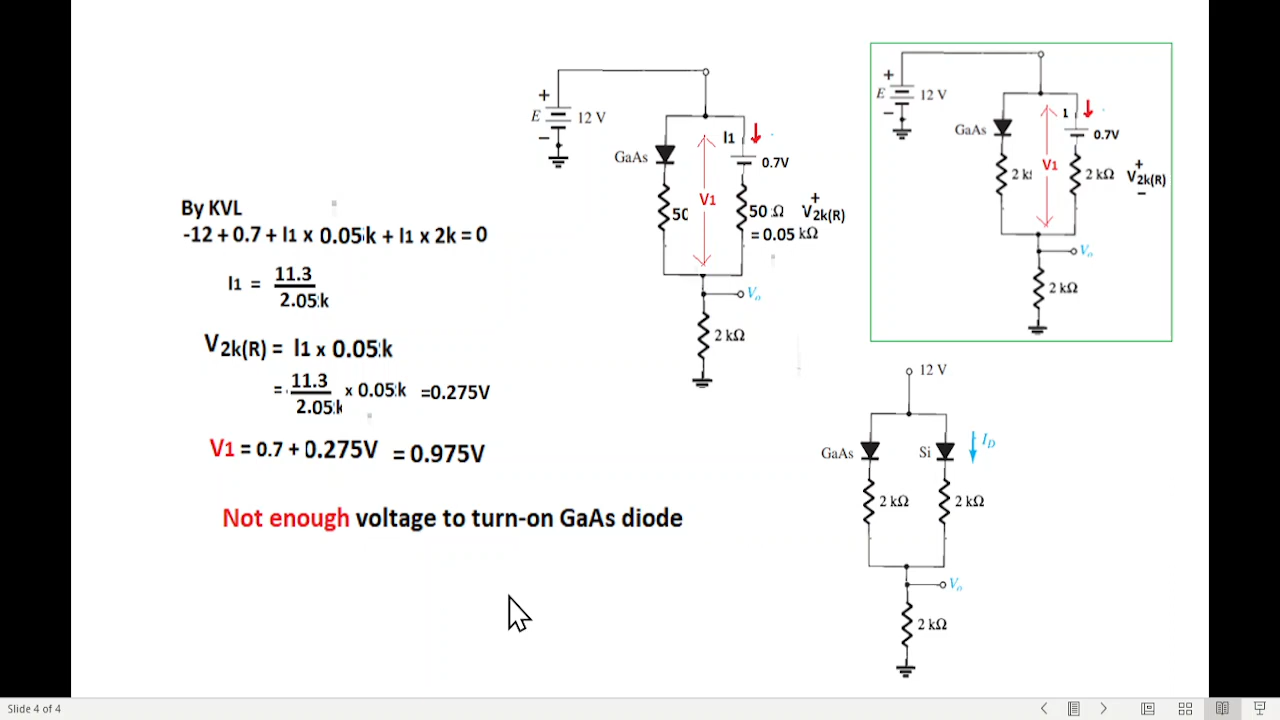 By KVL
-12 + 0.7 + I1 x 0.05k + I1 x 2k = 0
I1 = 11.3
2.05k
V2k(R) = I1 x 0.05k
= 11.3 x 0.05k =0.275V
2.05k
V1 = 0.7 + 0.275V = 0.975V
Not enough voltage to turn-on GaAs diode
+
E 12 V
−
I1
0.7V
GaAs
V1
50
50 Ω
= 0.05 kΩ
+
V2k(R)
Vo
2 kΩ
+
E 12 V
−
1
0.7V
GaAs
V1
2 k
2 kΩ
+
V2k(R)
−
Vo
2 kΩ
12 V
GaAs
Si
ID
2 kΩ
2 kΩ
Vo
2 kΩ
Slide 4 of 4